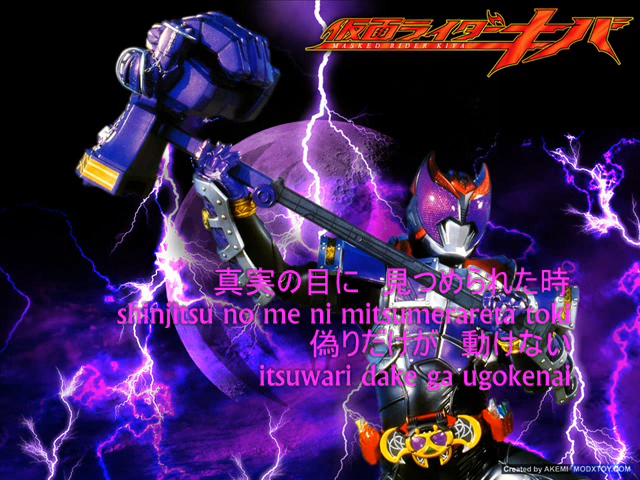 仮面ライダーキバ
MASKED RIDER KIVA
真実の目に 見つめられた時
shinjitsu no me ni mitsumerareta toki
偽りだけが 動けない
itsuwari dake ga ugokenai
Created by AKEMI MODXTOY.COM